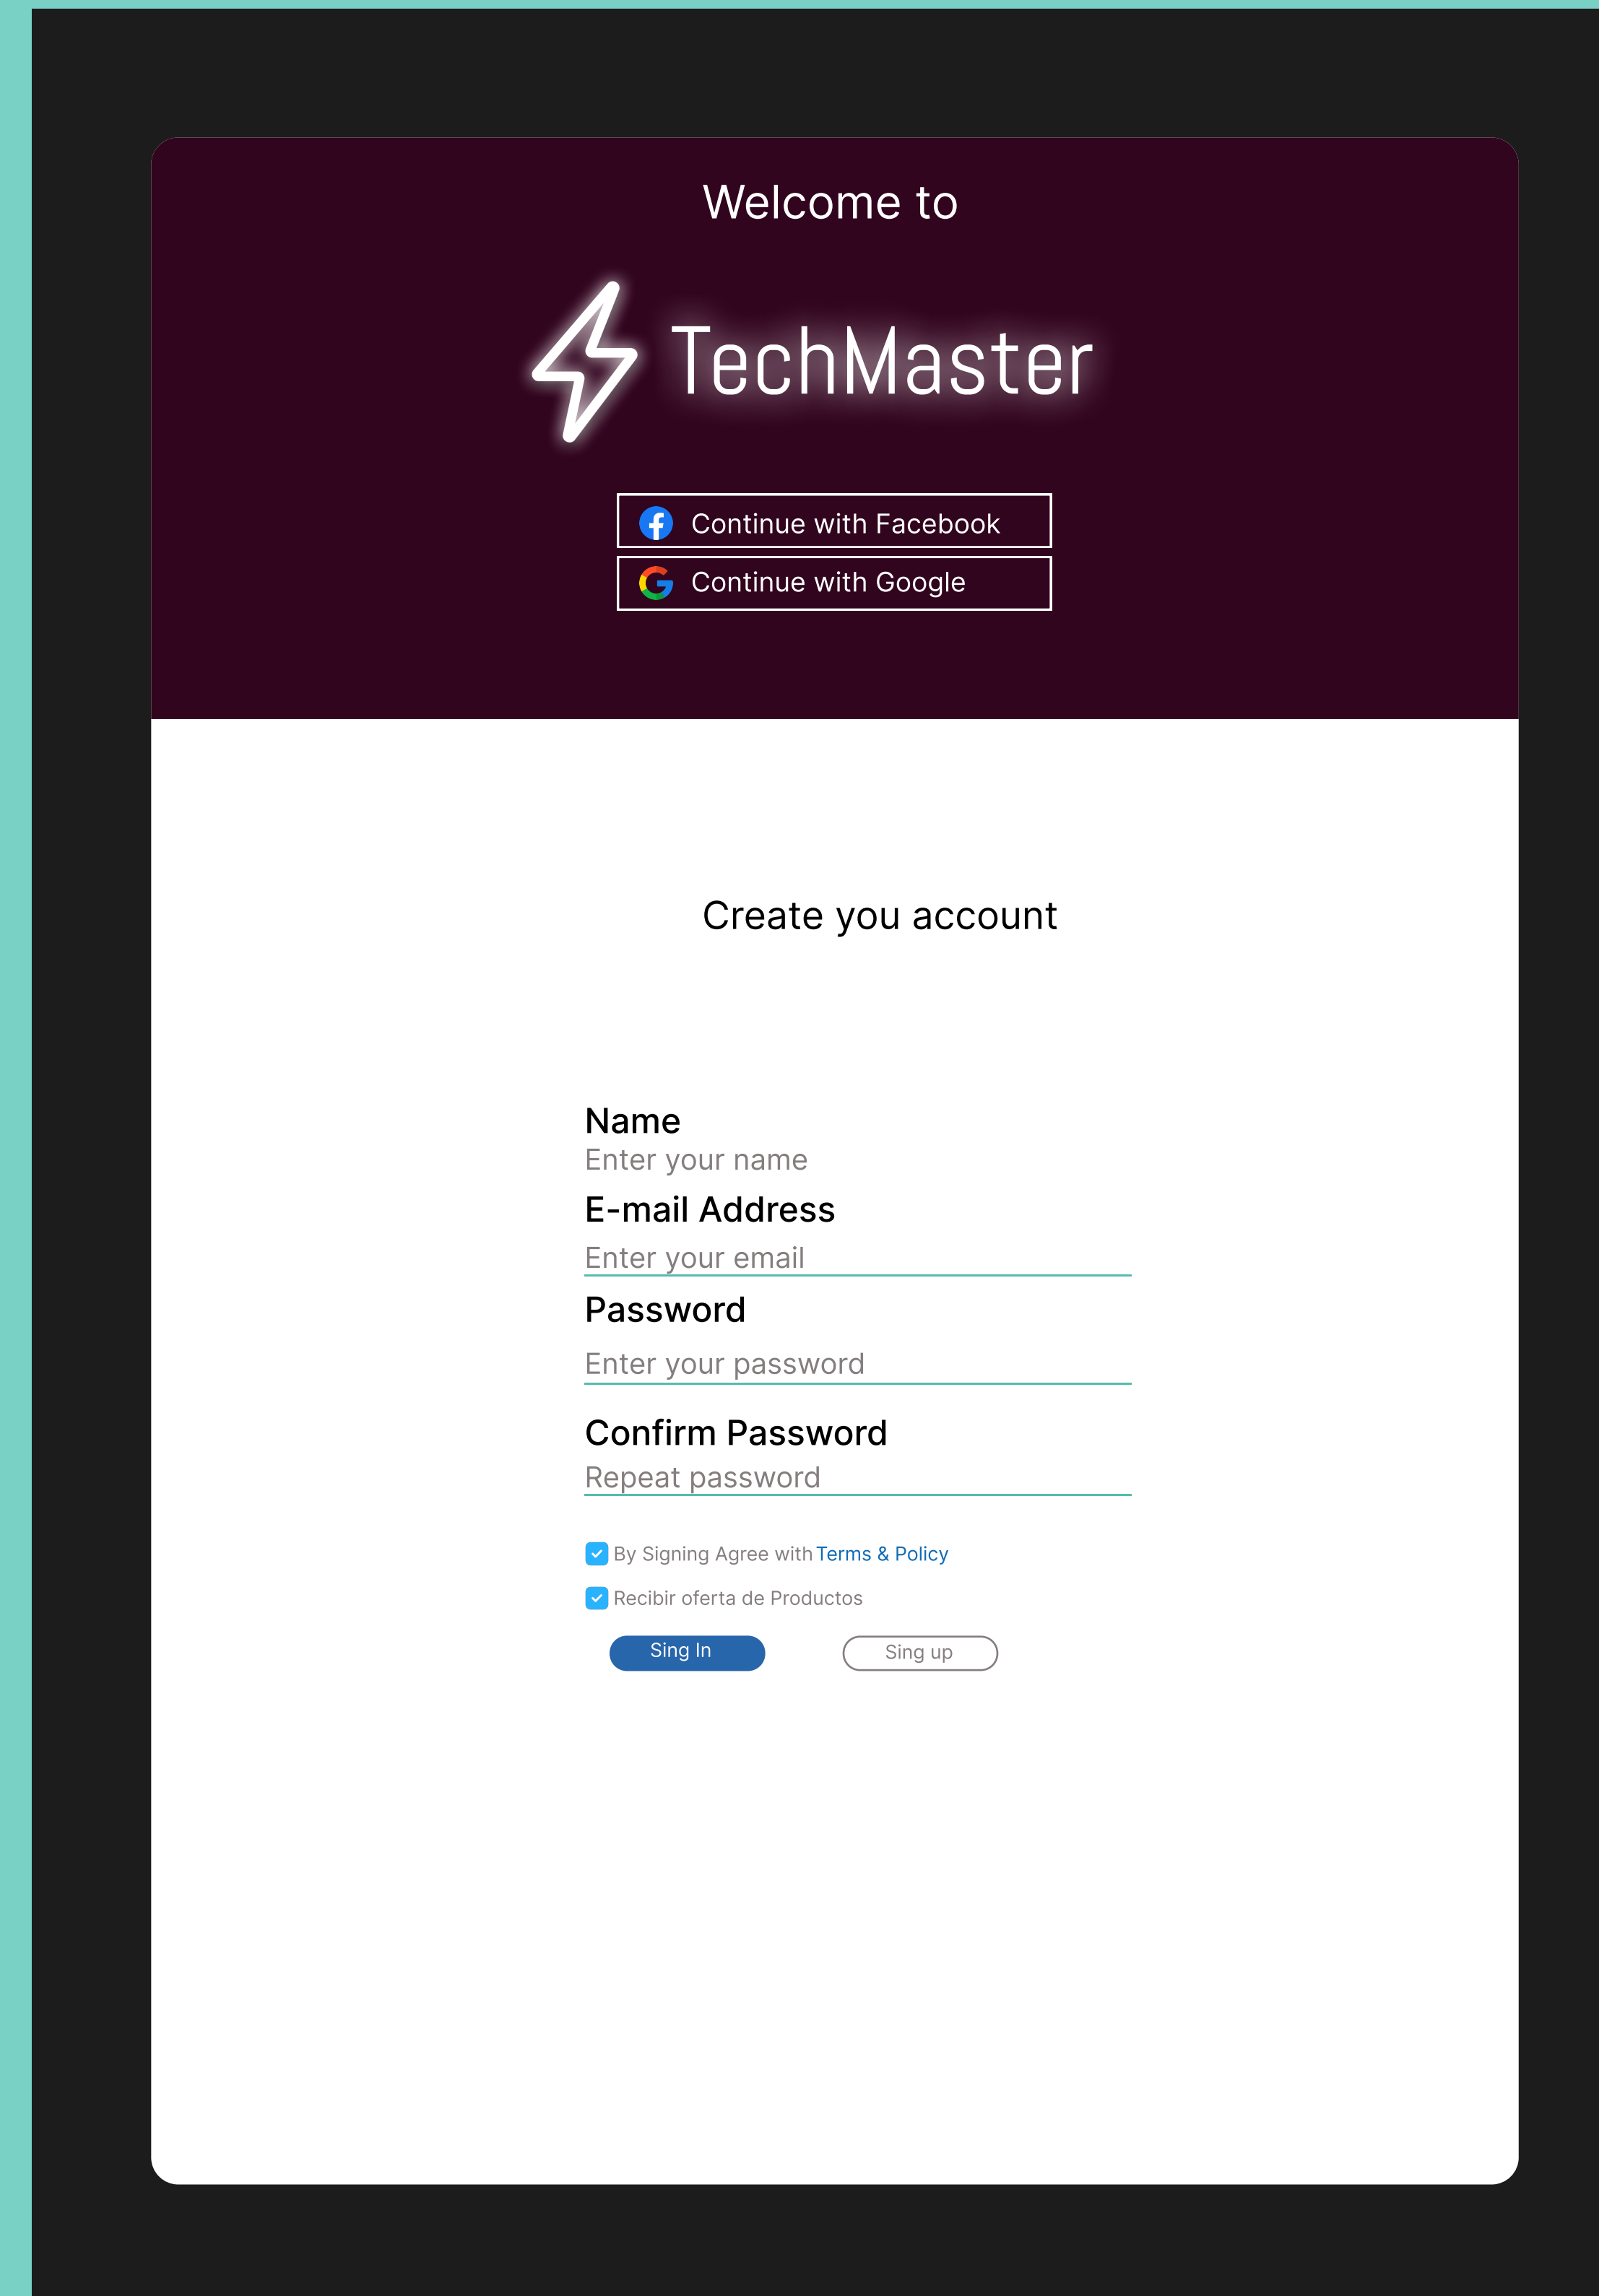 Welcome to
TechMaster
Continue with Facebook
Continue with Google
Create you account
Name
Enter your name
E-mail Address
Enter your email
Password
Enter your password
Confirm Password
Repeat password
By Signing Agree with Terms & Policy
Recibir oferta de Productos
Sing In
Sing up